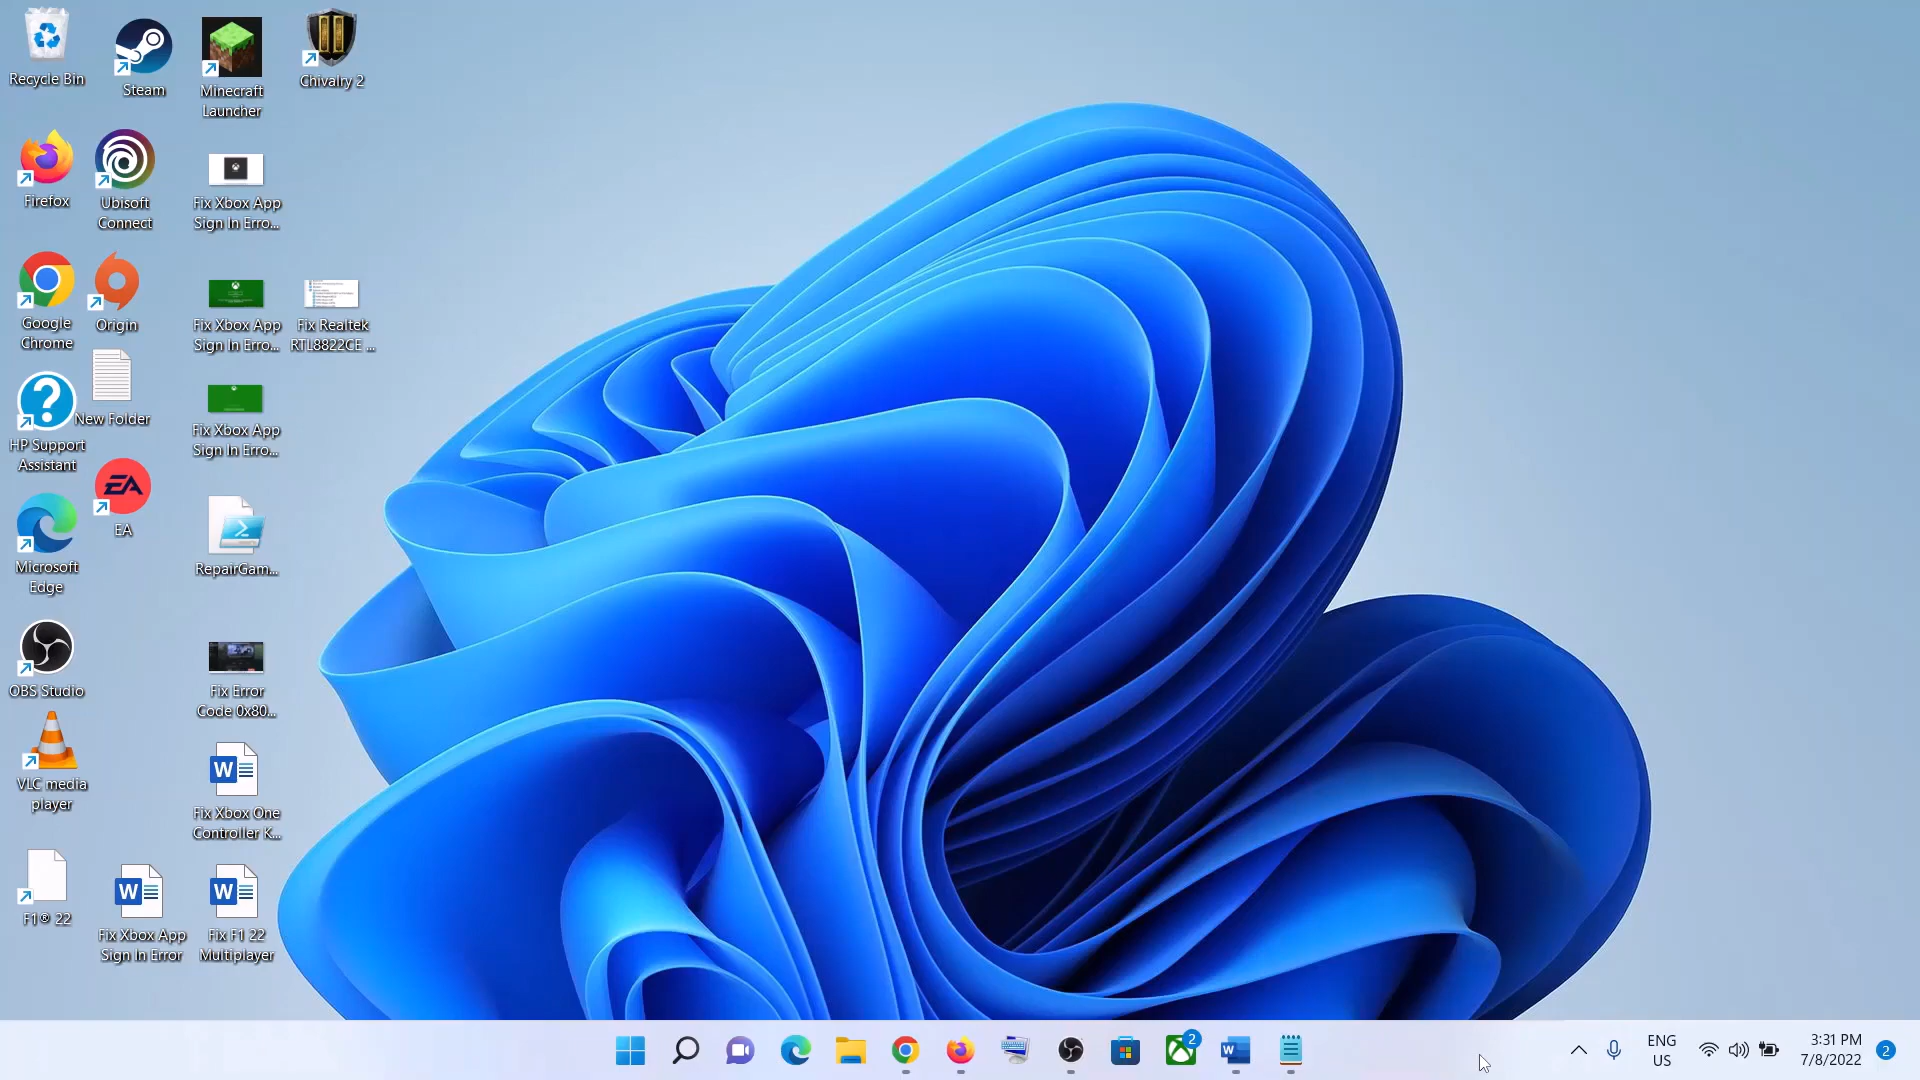 Recycle Bin
Steam
Minecraft
Launcher
Chivalry 2
Firefox
Ubisoft
Connect
Fix Xbox App
Sign In Erro...
Google
Chrome
Origin
Fix Xbox App
Sign In Erro...
Fix Realtek
RTL8822CE ...
HP Support
Assistant
New Folder
Fix Xbox App
Sign In Erro...
EA
EA
Microsoft
Edge
RepairGam...
OBS Studio
Fix Error
Code 0x80...
VLC media
player
W
Fix Xbox One
Controller K...
F1® 22
W
Fix Xbox App
Sign In Error
W
Fix F1 22
Multiplayer
2
W
ENG
US
3:31 PM
7/8/2022
2